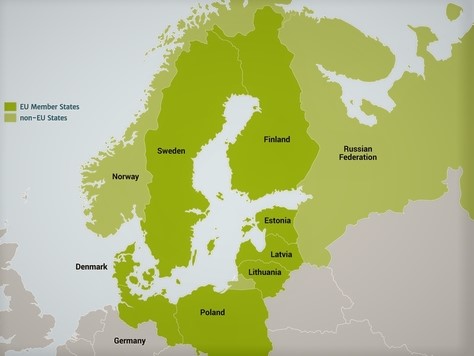 EU Member States
non-EU States
Sweden
Finland
Russian
Federation
Norway
Estonia
Latvia
Denmark
Lithuania
Poland
Germany